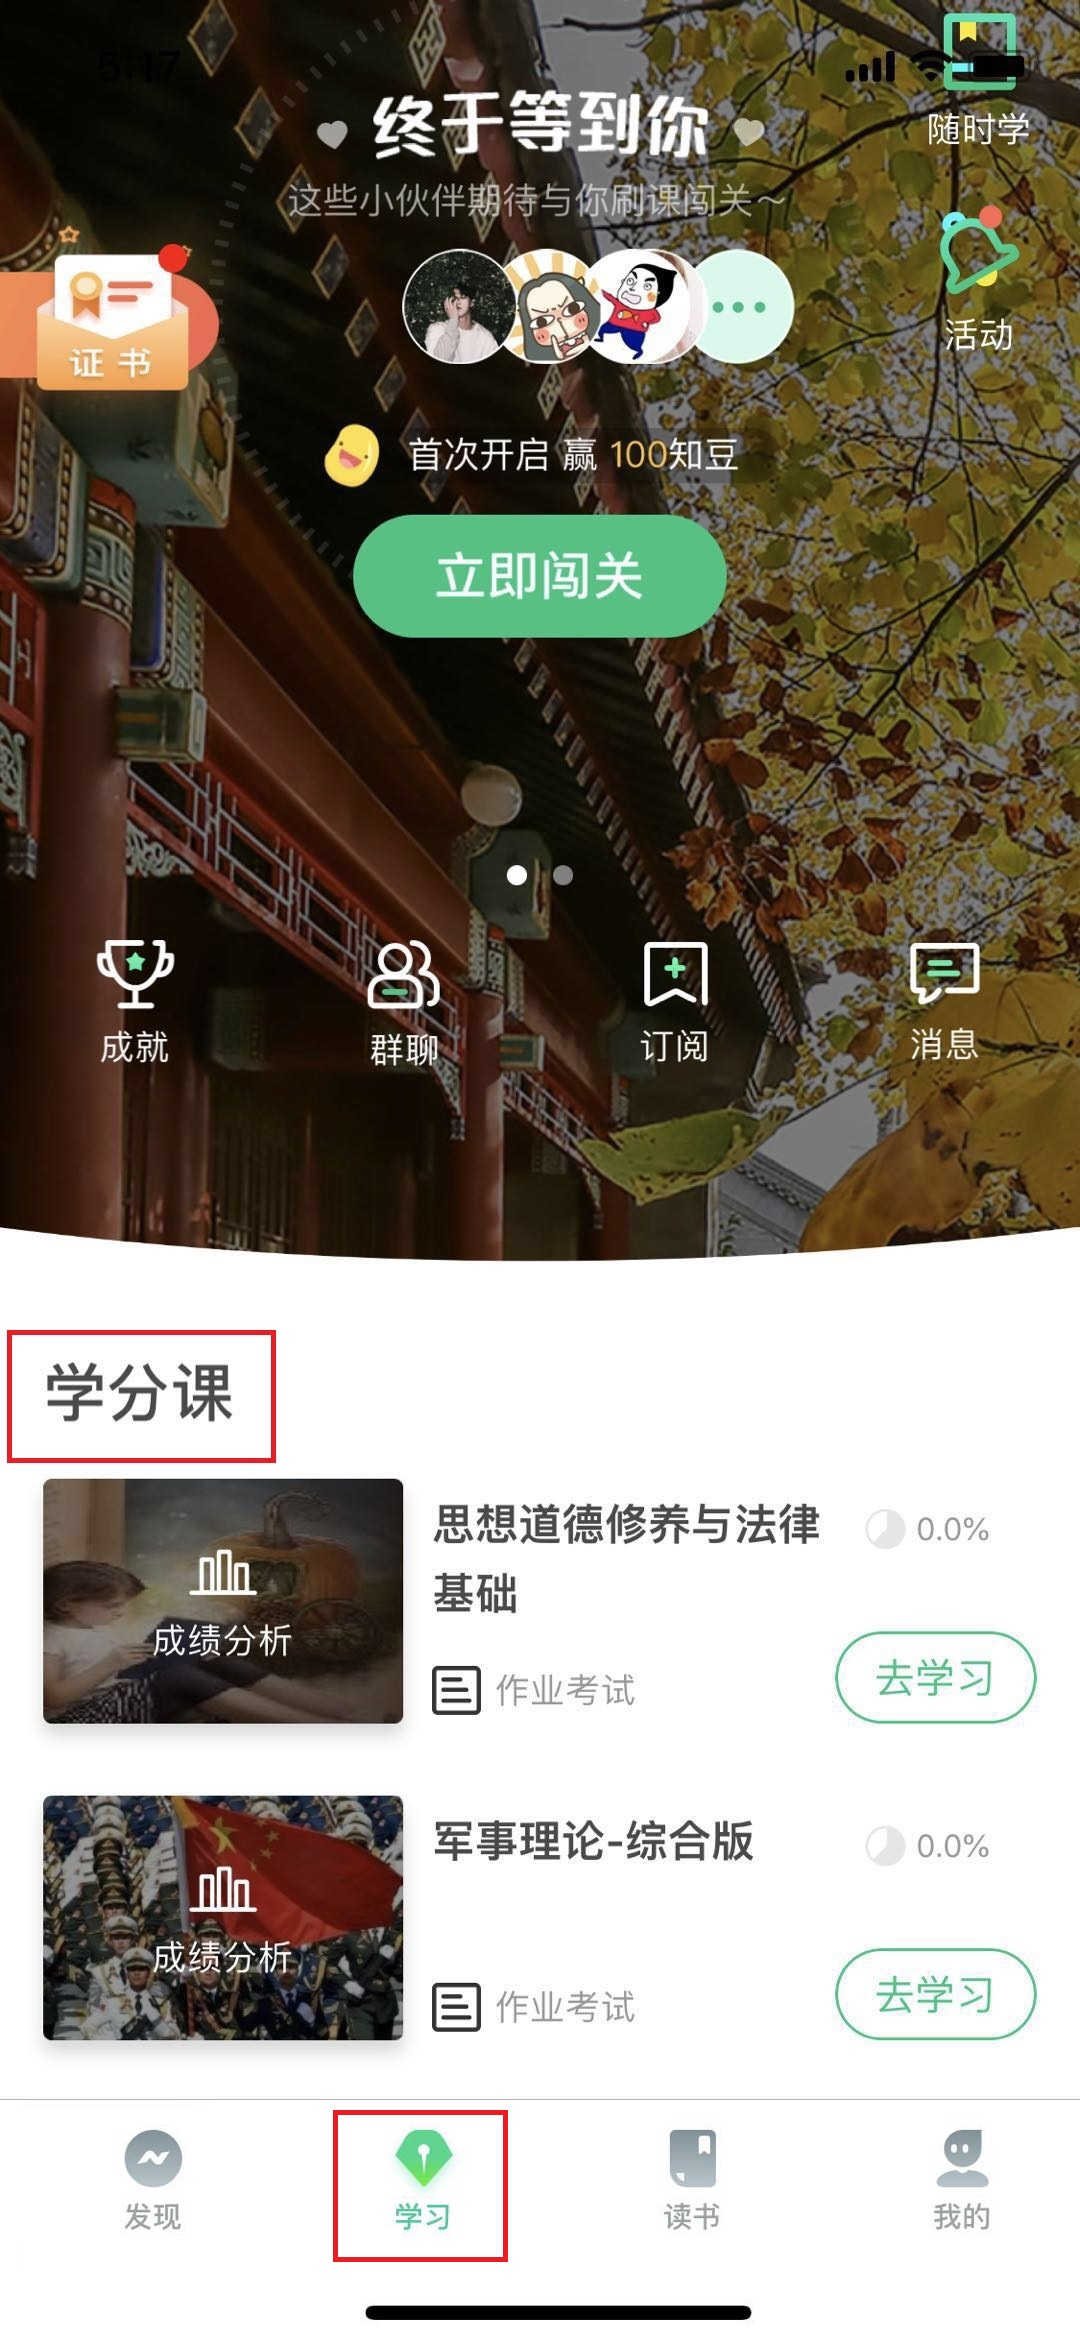 5:17
终于等到你
随时学
这些小伙伴期待与你刷课闯关～
活动
证书
首次开启 赢 100知豆
立即闯关
成就
群聊
订阅
消息
学分课
思想道德修养与法律
基础
0.0%
成绩分析
作业考试
去学习
军事理论-综合版
0.0%
成绩分析
作业考试
去学习
发现
学习
读书
我的